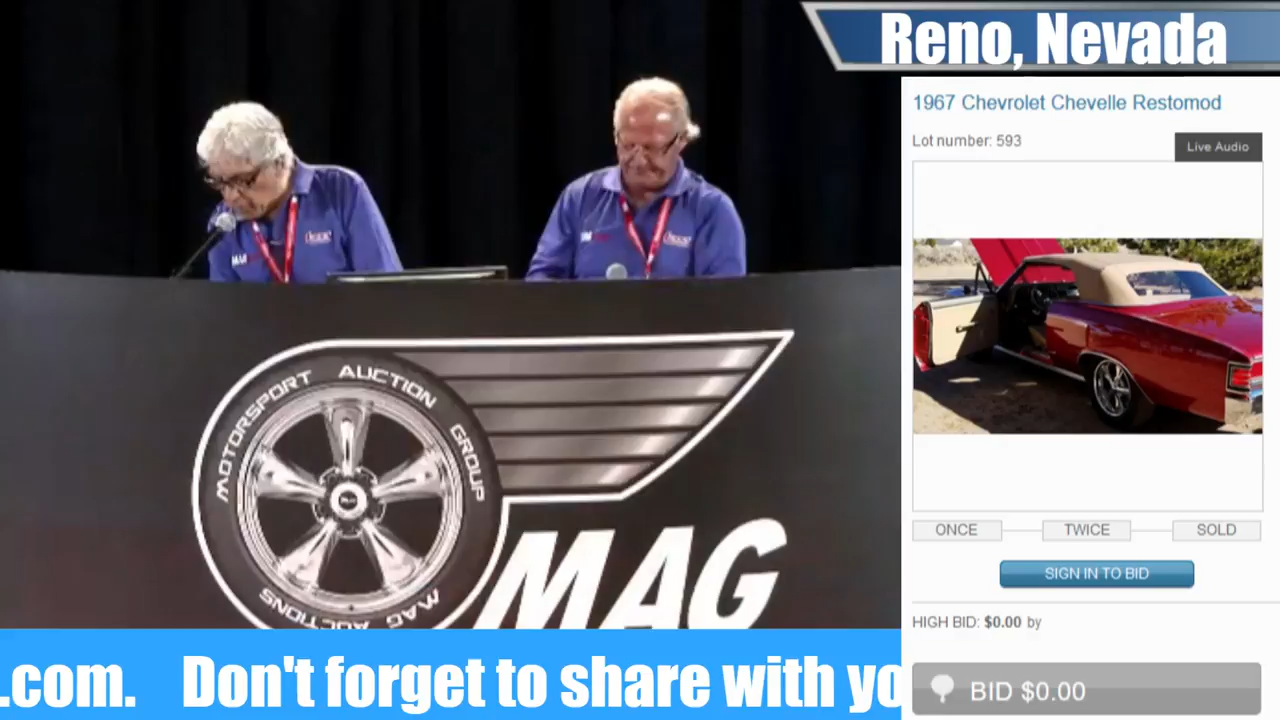 Reno, Nevada
1967 Chevrolet Chevelle Restomod
Lot number: 593
Live Audio
MOTORSPORT AUCTION GROUP
MAG AUCTIONS
MAG
ONCE
TWICE
SOLD
SIGN IN TO BID
HIGH BID: $0.00 by
BID $0.00
.com. Don't forget to share with yo